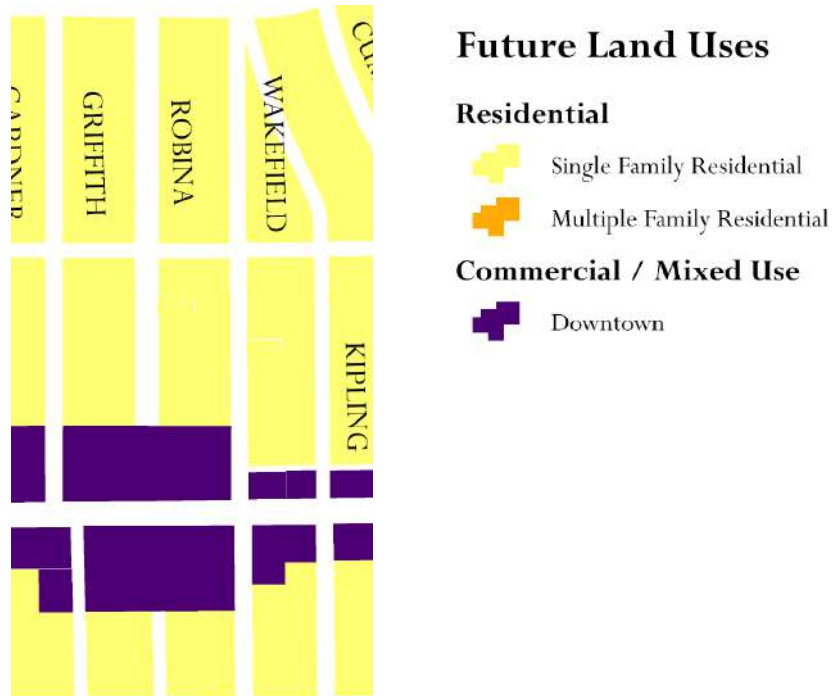 GRIFFITH
ROBINA
WAKEFIELD
KIPLING
Future Land Uses
Residential
Single Family Residential
Multiple Family Residential
Commercial / Mixed Use
Downtown